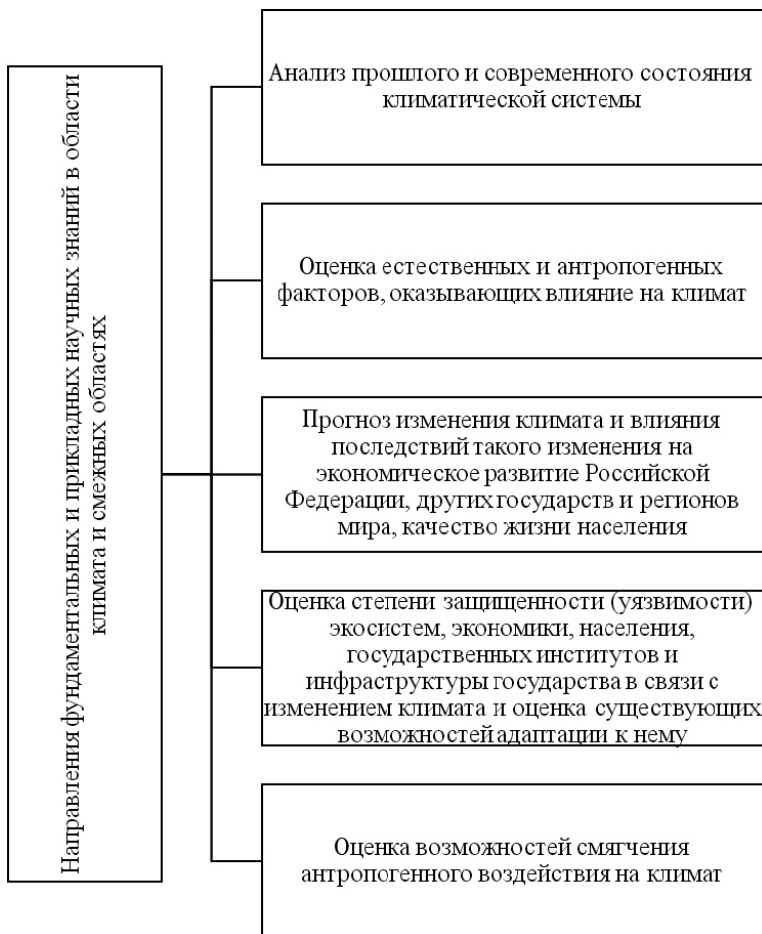 Направления фундаментальных и прикладных научных знаний в области
климата и смежных областях
Анализ прошлого и современного состояния
климатической системы
Оценка естественных и антропогенных
факторов, оказывающих влияние на климат
Прогноз изменения климата и влияния
последствий такого изменения на
экономическое развитие Российской
Федерации, других государств и регионов
мира, качество жизни населения
Оценка степени защищенности (уязвимости)
экосистем, экономики, населения,
государственных институтов и
инфраструктуры государства в связи с
изменением климата и оценка существующих
возможностей адаптации к нему
Оценка возможностей смягчения
антропогенного воздействия на климат